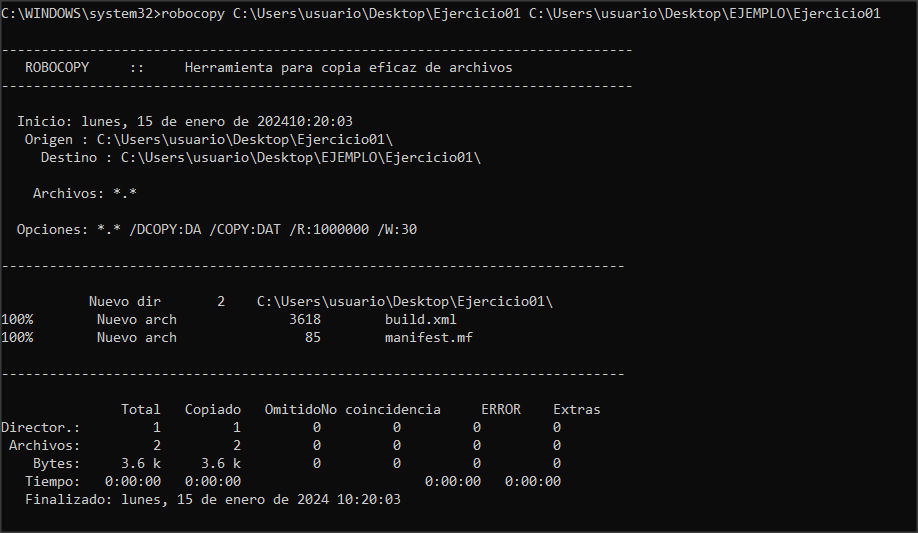 C:\WINDOWS\system32>robocopy C:\Users\usuario\Desktop\Ejercicio01 C:\Users\usuario\Desktop\EJEMPLO\Ejercicio01
-------------------------------------------------------------------------------
   ROBOCOPY     ::     Herramienta para copia eficaz de archivos
-------------------------------------------------------------------------------
  Inicio: lunes, 15 de enero de 202410:20:03
   Origen : C:\Users\usuario\Desktop\Ejercicio01\
     Destino : C:\Users\usuario\Desktop\EJEMPLO\Ejercicio01\
    Archivos: *.*
  Opciones: *.* /DCOPY:DA /COPY:DAT /R:1000000 /W:30
------------------------------------------------------------------------------
           Nuevo dir       2    C:\Users\usuario\Desktop\Ejercicio01\
100%        Nuevo arch              3618        build.xml
100%        Nuevo arch                85        manifest.mf
------------------------------------------------------------------------------
               Total   Copiado   OmitidoNo coincidencia     ERROR    Extras
Director.:         1         1         0         0         0         0
 Archivos:         2         2         0         0         0         0
    Bytes:     3.6 k     3.6 k         0         0         0         0
   Tiempo:   0:00:00   0:00:00                       0:00:00   0:00:00
   Finalizado: lunes, 15 de enero de 2024 10:20:03